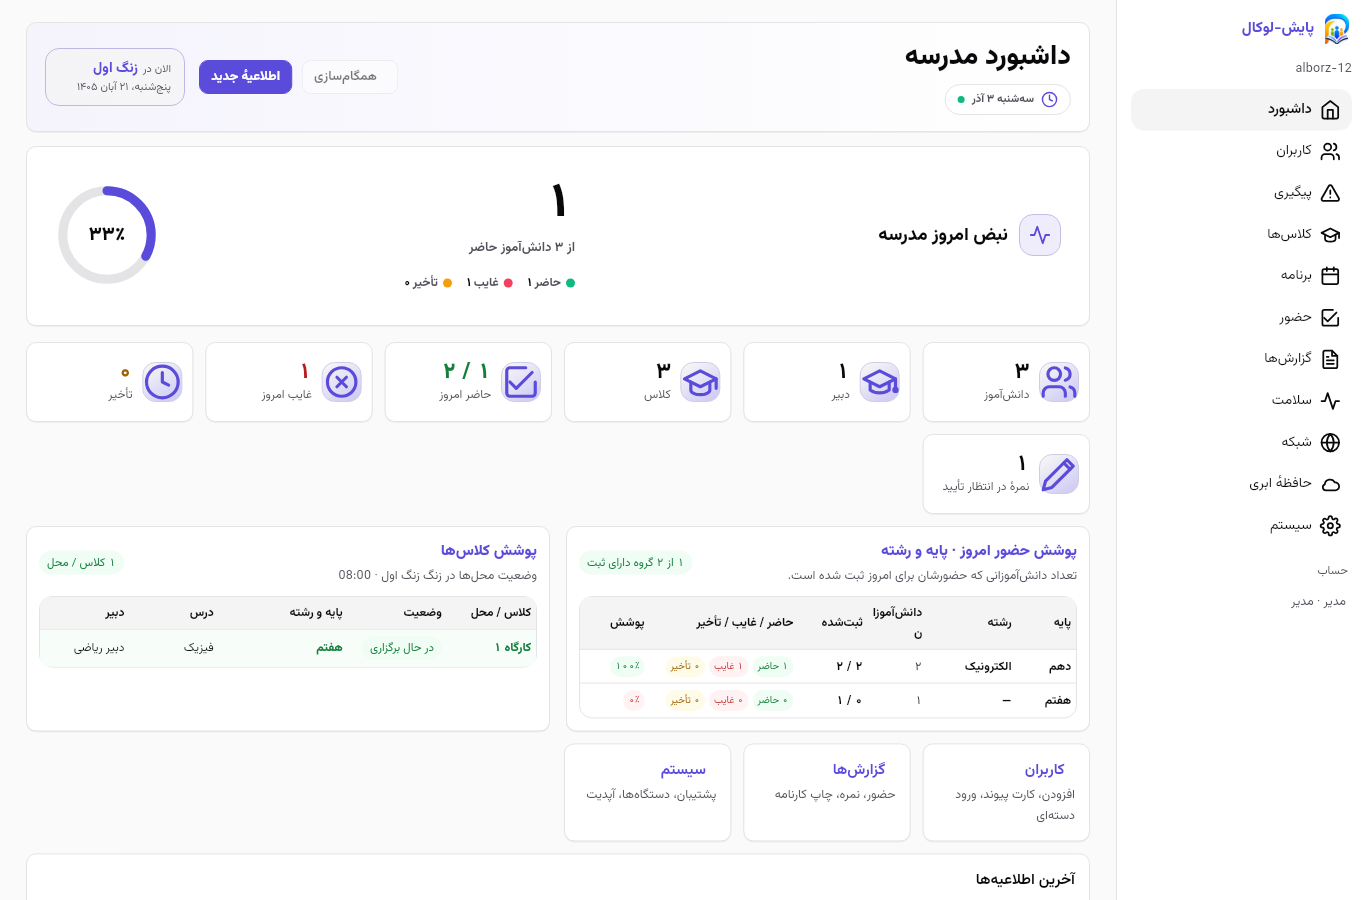 پایش-لوکال
alborz-12
داشبورد
کاربران
پیگیری
کلاس‌ها
برنامه
حضور
گزارش‌ها
سلامت
شبکه
حافظهٔ ابری
سیستم
حساب
مدیر · مدیر
داشبورد مدرسه
سه‌شنبه ۳ آذر
همگام‌سازی
اطلاعیهٔ جدید
الان در زنگ اول
پنج‌شنبه، ۲۱ آبان ۱۴۰۵
نبض امروز مدرسه
۱
از ۳ دانش‌آموز حاضر
حاضر ۱ غایب ۱ تأخیر ۰
۳۳٪
۳
دانش‌آموز
۱
دبیر
۳
کلاس
۱ / ۲
حاضر امروز
۱
غایب امروز
۰
تأخیر
۱
نمرهٔ در انتظار تأیید
پوشش حضور امروز · پایه و رشته
تعداد دانش‌آموزانی که حضورشان برای امروز ثبت شده است.
۱ از ۲ گروه دارای ثبت
پایه رشته دانش‌آموزان ثبت‌شده حاضر / غایب / تأخیر پوشش
دهم الکترونیک ۲ ۲ / ۲ ۱ حاضر ۱ غایب ۰ تأخیر ۱۰۰٪
هفتم — ۱ ۰ / ۱ ۰ حاضر ۰ غایب ۰ تأخیر ۰٪
پوشش کلاس‌ها
وضعیت محل‌ها در زنگ زنگ اول · 08:00
۱ کلاس / محل
کلاس / محل پایه و رشته وضعیت درس دبیر
کارگاه ۱ هفتم در حال برگزاری فیزیک دبیر ریاضی
کاربران
افزودن، کارت پیوند، ورود
دسته‌ای
گزارش‌ها
حضور، نمره، چاپ کارنامه
سیستم
پشتیبان، دستگاه‌ها، آپدیت
آخرین اطلاعیه‌ها